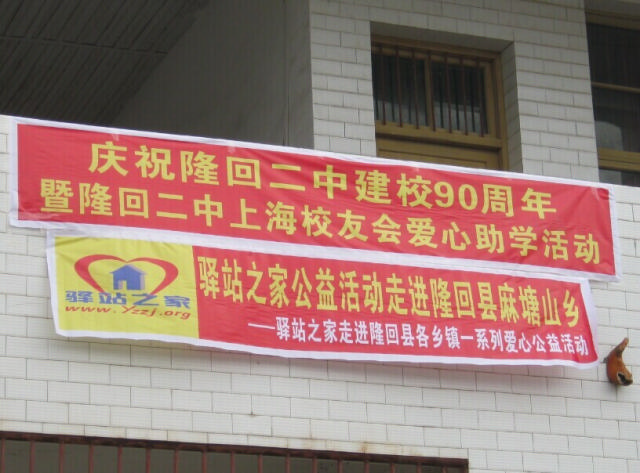 庆祝隆回二中建校90周年
暨隆回二中上海校友会爱心助学活动
驿站之家
www.yzzj.org
驿站之家公益活动走进隆回县麻塘山乡
——驿站之家走进隆回县各乡镇一系列爱心公益活动